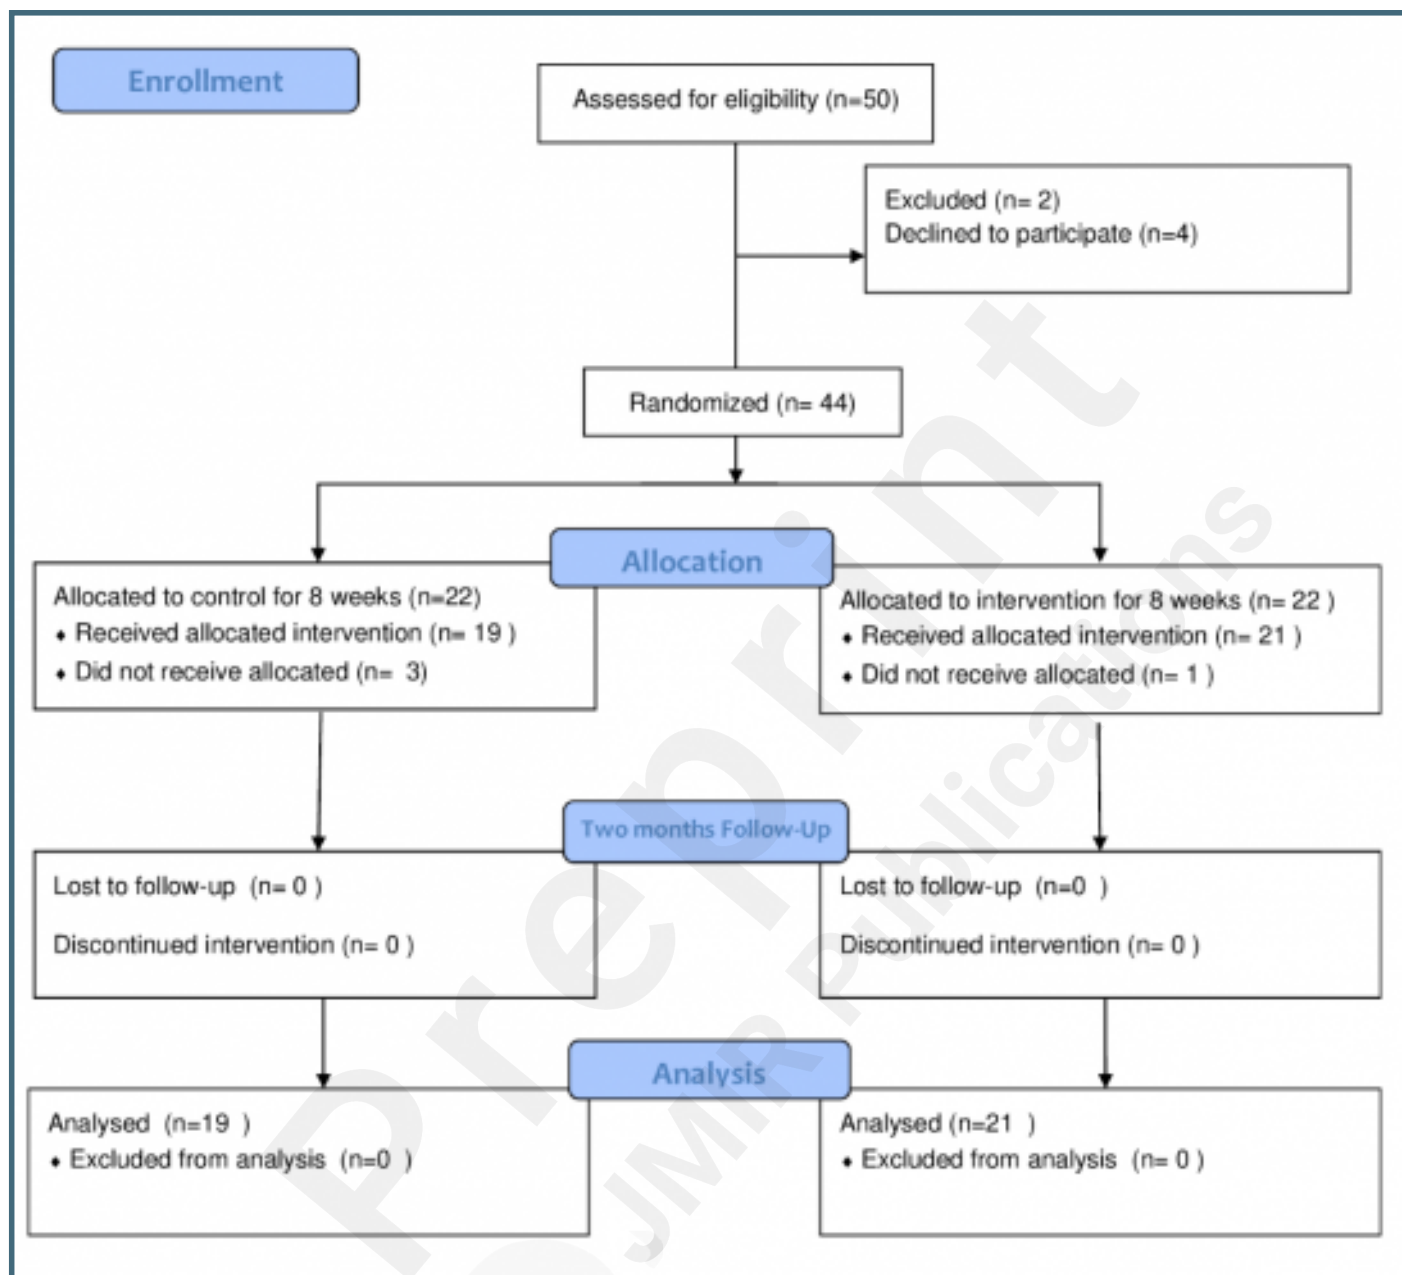 Enrollment
Assessed for eligibility (n=50)
Excluded (n= 2)
Declined to participate (n=4)
Randomized (n= 44)
Allocation
Allocated to control for 8 weeks (n=22)
⬧ Received allocated intervention (n= 19 )
⬧ Did not receive allocated (n=  3)
Allocated to intervention for 8 weeks (n= 22 )
⬧ Received allocated intervention (n= 21 )
⬧ Did not receive allocated (n= 1 )
Two months Follow-Up
Lost to follow-up  (n= 0 )
Discontinued intervention (n= 0 )
Lost to follow-up  (n=0  )
Discontinued intervention (n= 0 )
Analysis
Analysed  (n=19  )
⬧ Excluded from analysis  (n=0  )
Analysed (n=21  )
⬧ Excluded from analysis  (n= 0 )
Preprint
JMIR Publications